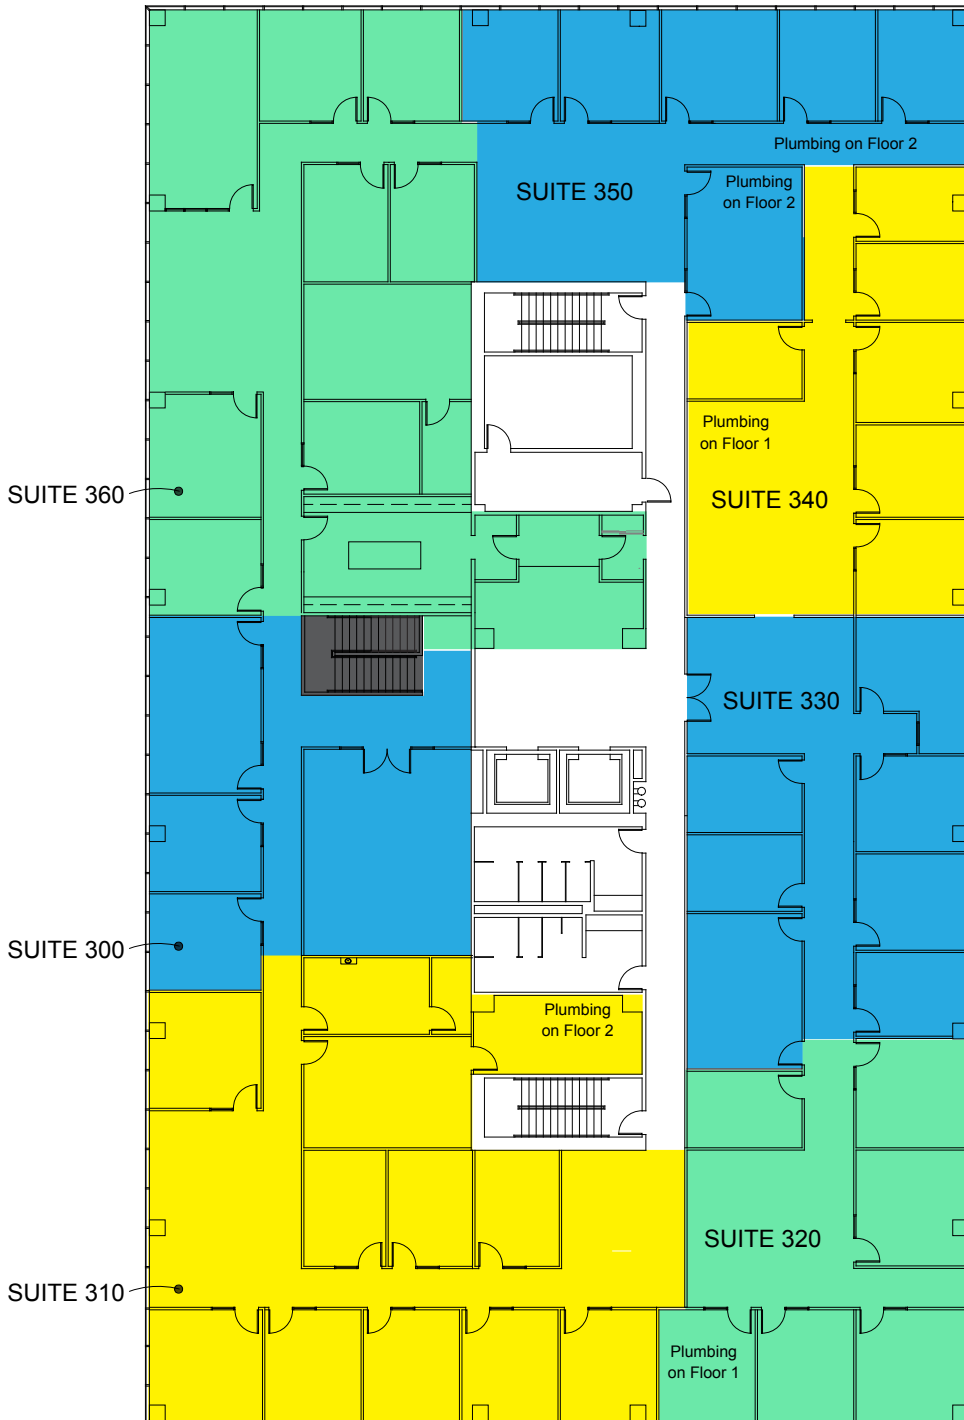 Plumbing on Floor 2
SUITE 350
Plumbing
on Floor 2
Plumbing
on Floor 1
SUITE 360
SUITE 340
SUITE 330
SUITE 300
Plumbing
on Floor 2
SUITE 320
SUITE 310
Plumbing
on Floor 1